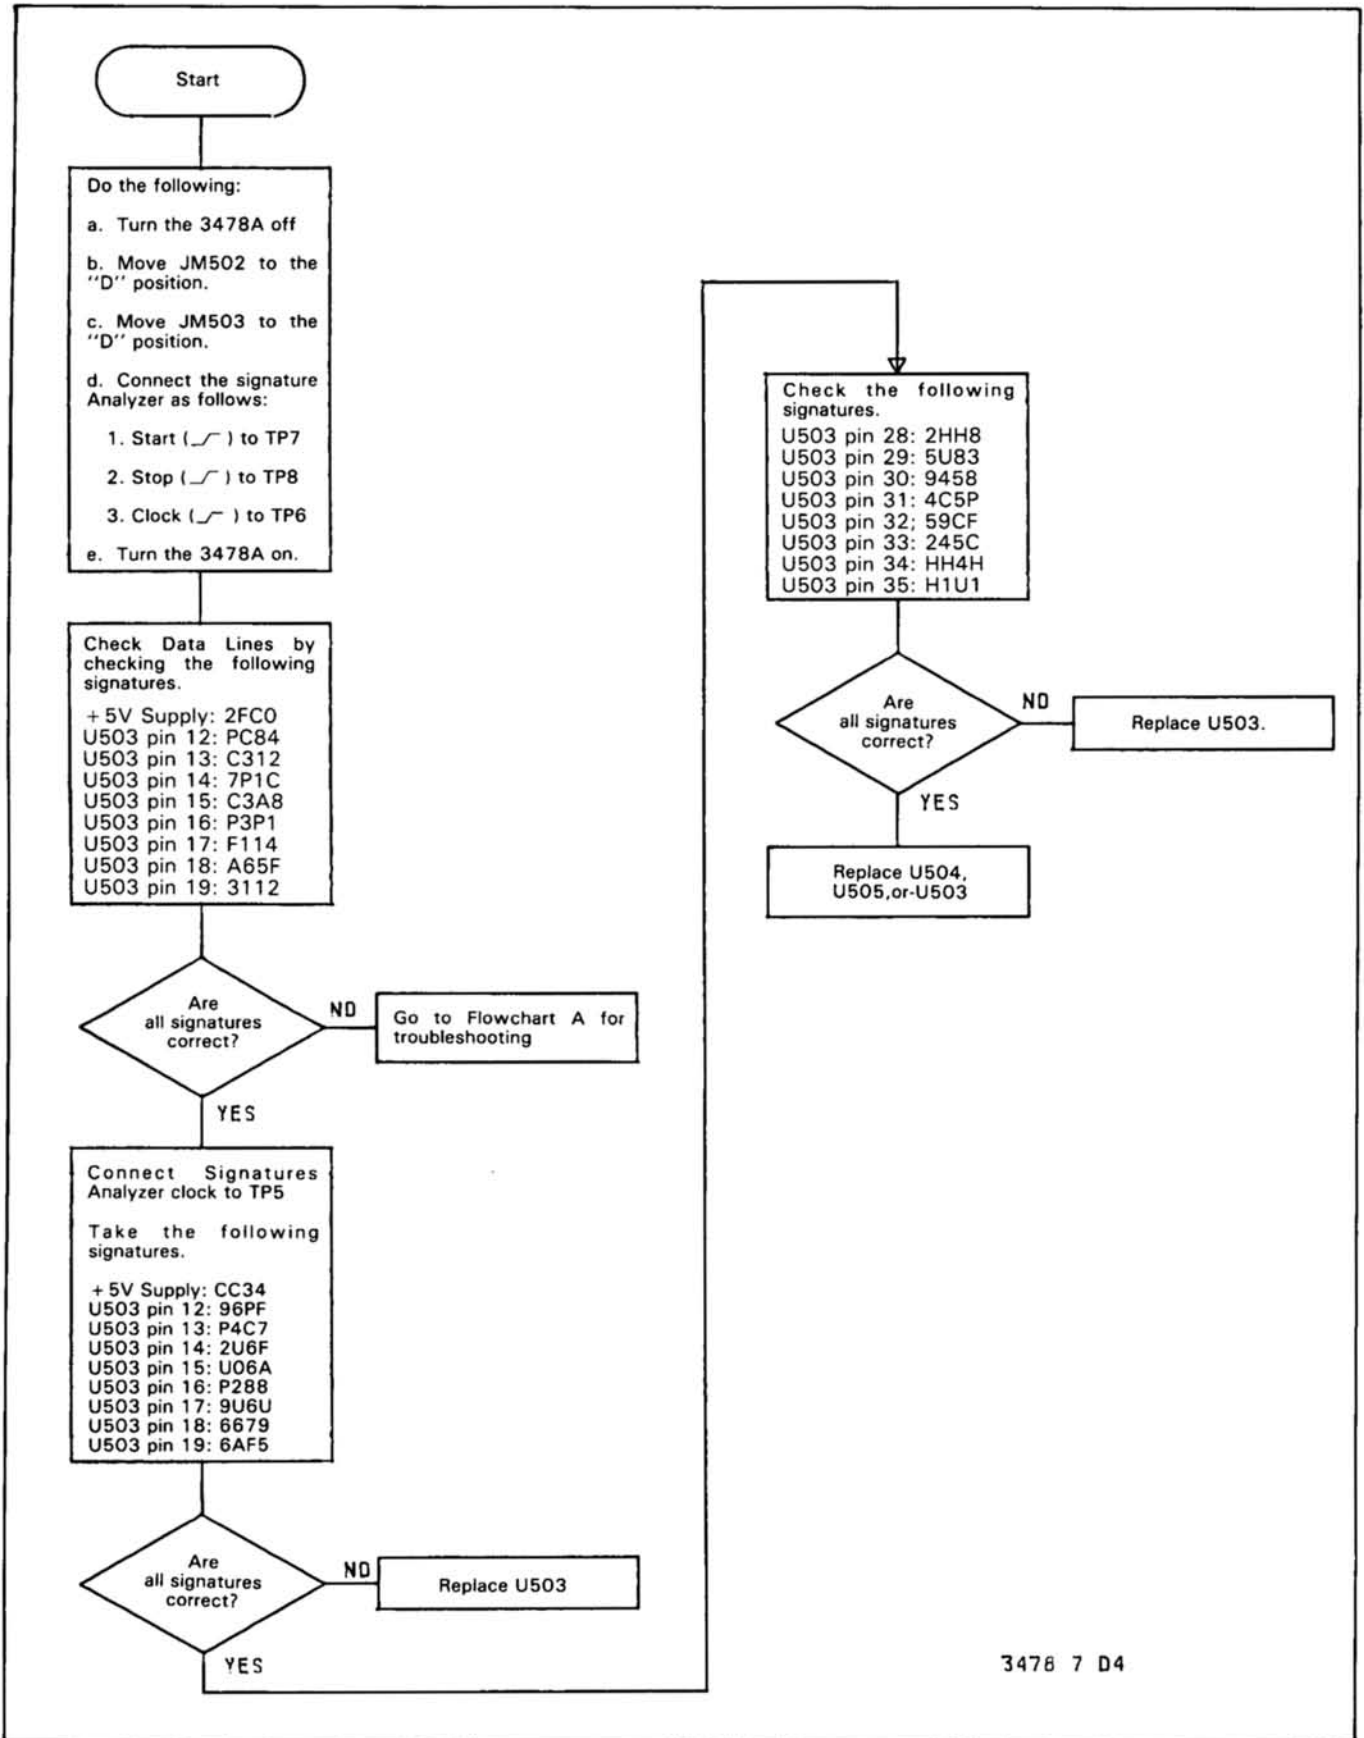 Start
Do the following:
a. Turn the 3478A off
b. Move JM502 to the
"D" position.
c. Move JM503 to the
"D" position.
d. Connect the signature
Analyzer as follows:
1. Start ( ) to TP7
2. Stop ( ) to TP8
3. Clock ( ) to TP6
e. Turn the 3478A on.
Check Data Lines by
checking the following
signatures.
+5V Supply: 2FC0
U503 pin 12: PC84
U503 pin 13: C312
U503 pin 14: 7P1C
U503 pin 15: C3A8
U503 pin 16: P3P1
U503 pin 17: F114
U503 pin 18: A65F
U503 pin 19: 3112
Are
all signatures
correct?
NO
Go to Flowchart A for
troubleshooting
YES
Connect Signatures
Analyzer clock to TP5
Take the following
signatures.
+5V Supply: CC34
U503 pin 12: 96PF
U503 pin 13: P4C7
U503 pin 14: 2U6F
U503 pin 15: U06A
U503 pin 16: P288
U503 pin 17: 9U6U
U503 pin 18: 6679
U503 pin 19: 6AF5
Are
all signatures
correct?
NO
Replace U503
YES
Check the following
signatures.
U503 pin 28: 2HH8
U503 pin 29: 5U83
U503 pin 30: 9458
U503 pin 31: 4C5P
U503 pin 32; 59CF
U503 pin 33: 245C
U503 pin 34: HH4H
U503 pin 35: H1U1
Are
all signatures
correct?
NO
Replace U503.
YES
Replace U504,
U505,or-U503
3478 7 D4